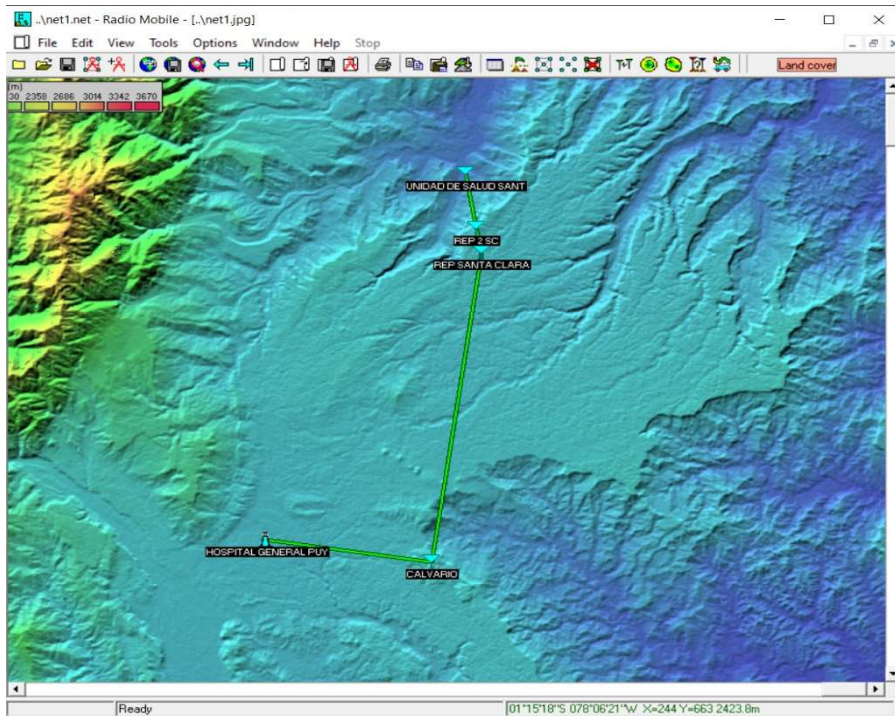 ..\net1.net - Radio Mobile - [..\net1.jpg]
File Edit View Tools Options Window Help Stop
Land cover
(m)
30 2358 2686 3014 3342 3670
UNIDAD DE SALUD SANT
REP 2 SC
REP SANTA CLARA
HOSPITAL GENERAL PUY
CALVARIO
Ready
01°15'18"S 078°06'21"W X=244 Y=663 2423.8m